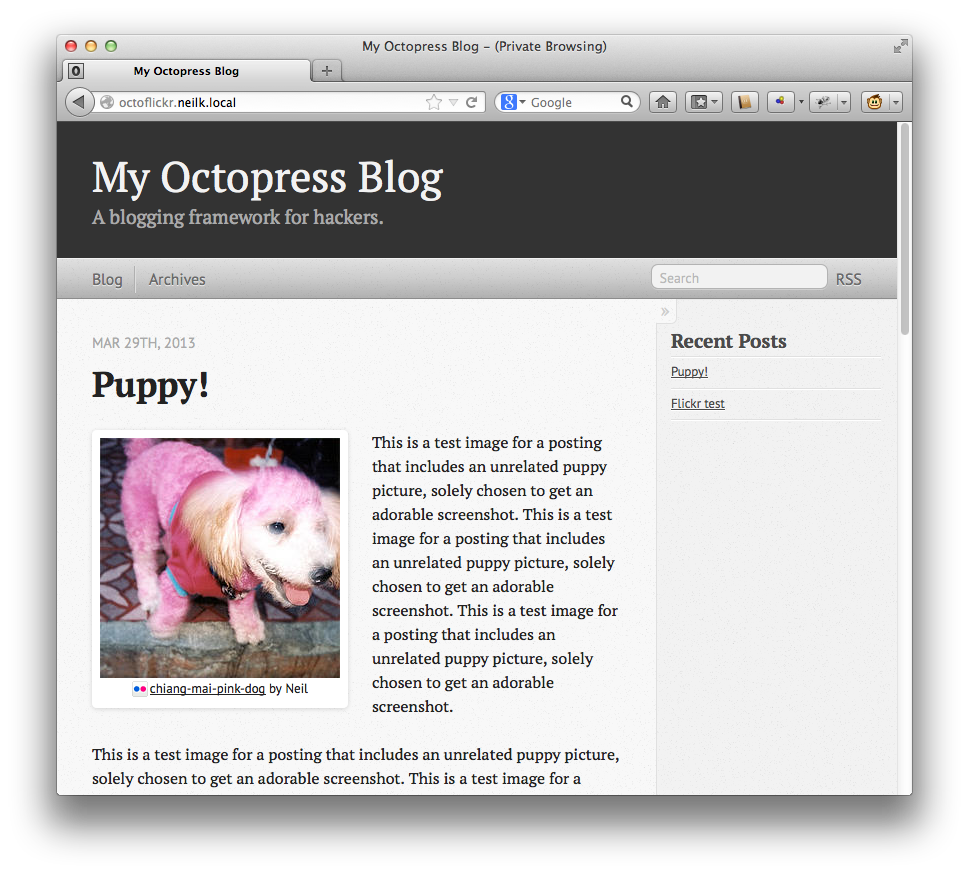 My Octopress Blog – (Private Browsing)
My Octopress Blog
octoflickr.neilk.local
Google
My Octopress Blog
A blogging framework for hackers.
Blog
Archives
Search
RSS
»
MAR 29TH, 2013
Puppy!
This is a test image for a posting
that includes an unrelated puppy
picture, solely chosen to get an
adorable screenshot. This is a test
image for a posting that includes
an unrelated puppy picture, solely
chosen to get an adorable
screenshot. This is a test image for
a posting that includes an
unrelated puppy picture, solely
chosen to get an adorable
screenshot.
chiang-mai-pink-dog by Neil
This is a test image for a posting that includes an unrelated puppy picture,
solely chosen to get an adorable screenshot. This is a test image for a
Recent Posts
Puppy!
Flickr test